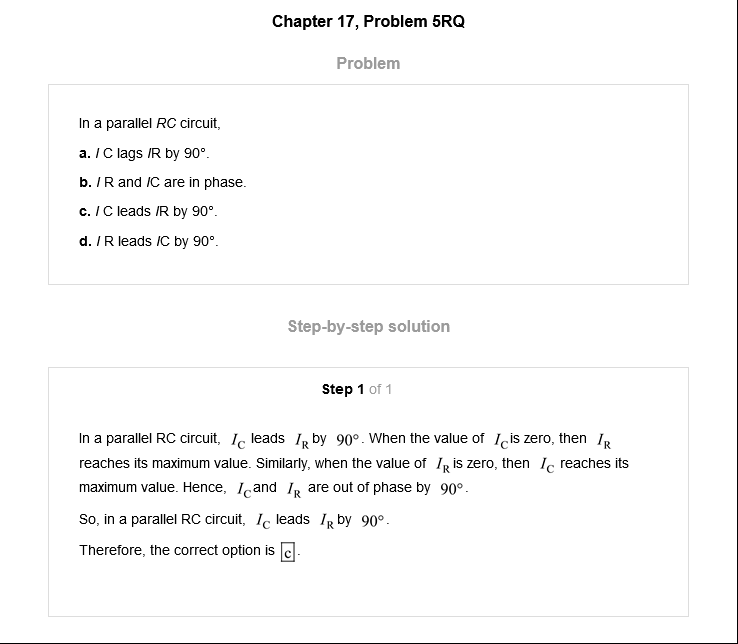 Chapter 17, Problem 5RQ
Problem
In a parallel RC circuit,
a. I C lags IR by 90°.
b. I R and IC are in phase.
c. I C leads IR by 90°.
d. I R leads IC by 90°.
Step-by-step solution
Step 1 of 1
In a parallel RC circuit, I_C leads I_R by 90°. When the value of I_C is zero, then I_R
reaches its maximum value. Similarly, when the value of I_R is zero, then I_C reaches its
maximum value. Hence, I_C and I_R are out of phase by 90°.
So, in a parallel RC circuit, I_C leads I_R by 90°.
Therefore, the correct option is c.